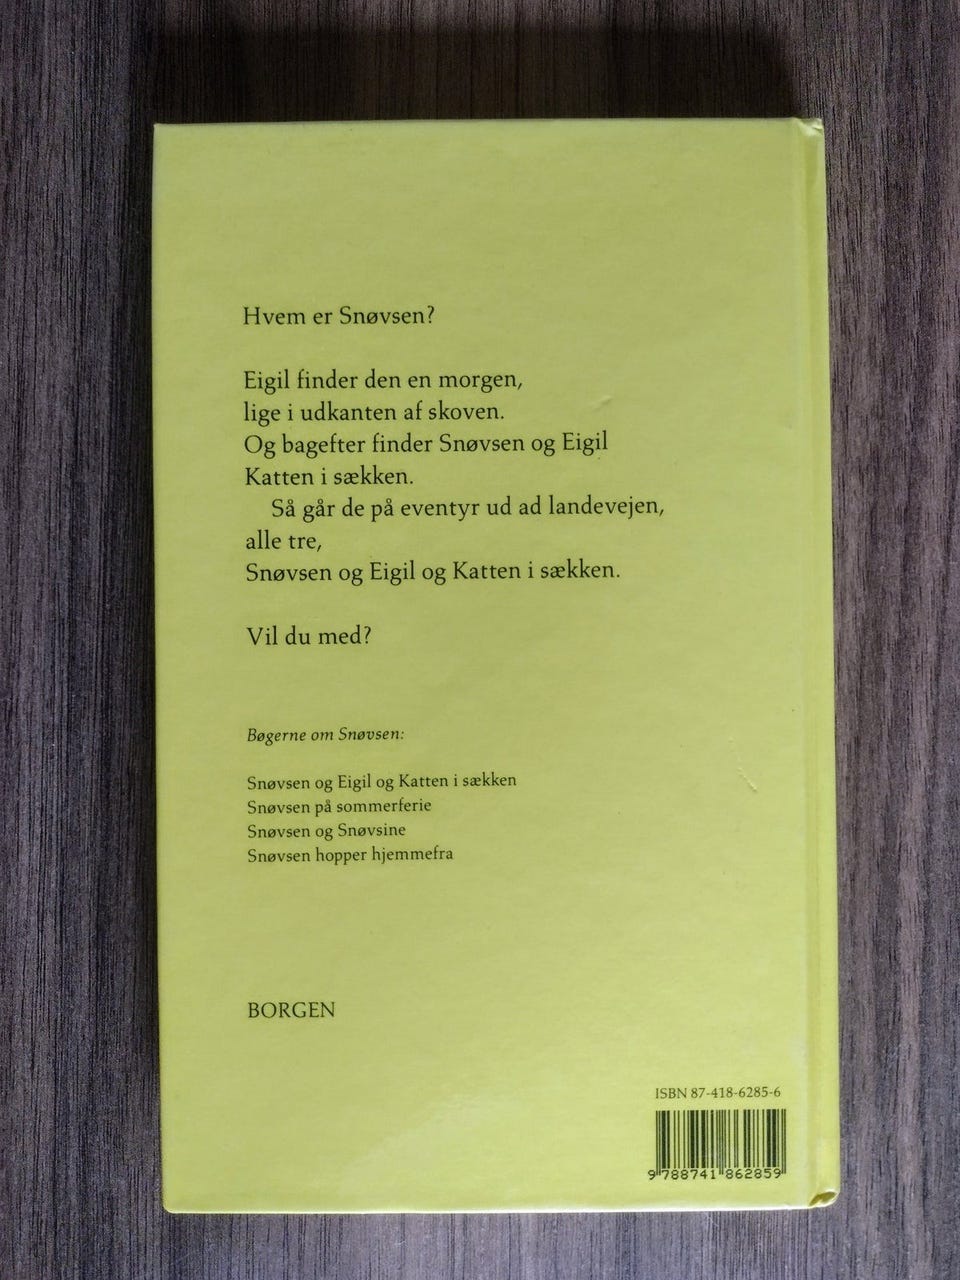 Hvem er Snøvsen?
Eigil finder den en morgen,
lige i udkanten af skoven.
Og bagefter finder Snøvsen og Eigil
Katten i sækken.
Så går de på eventyr ud ad landevejen,
alle tre,
Snøvsen og Eigil og Katten i sækken.
Vil du med?
Bøgerne om Snøvsen:
Snøvsen og Eigil og Katten i sækken
Snøvsen på sommerferie
Snøvsen og Snøvsine
Snøvsen hopper hjemmefra
BORGEN
ISBN 87-418-6285-6
9 788741 862859